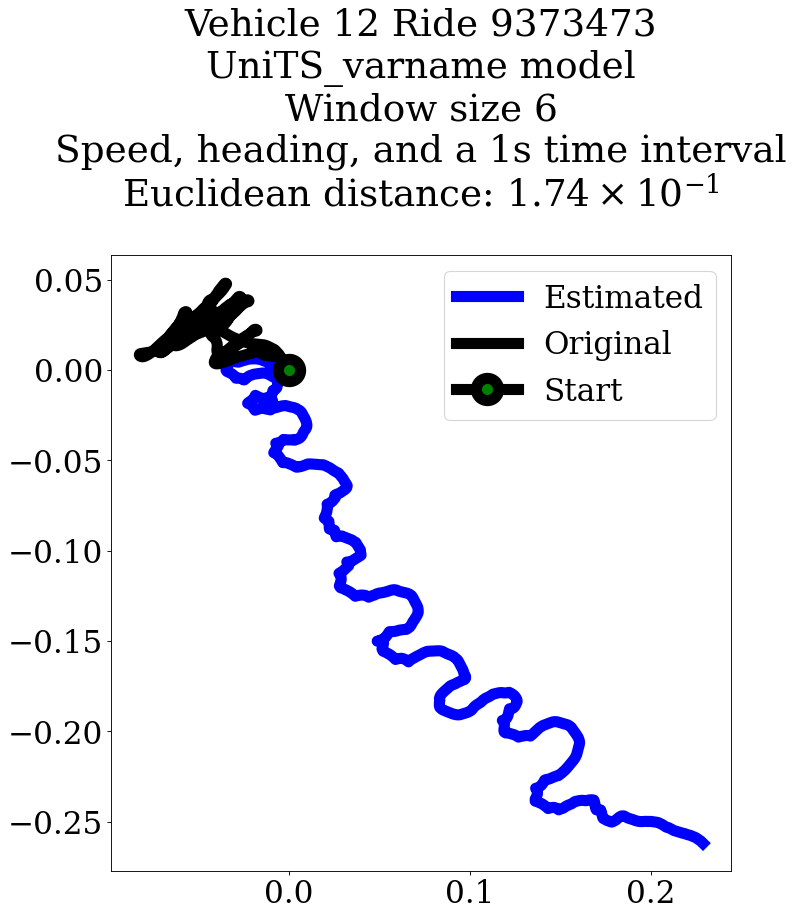 Vehicle 12 Ride 9373473
UniTS_varname model
Window size 6
Speed, heading, and a 1s time interval
Euclidean distance: 1.74 × 10⁻¹
Estimated
Original
Start
0.05
0.00
−0.05
−0.10
−0.15
−0.20
−0.25
0.0 0.1 0.2